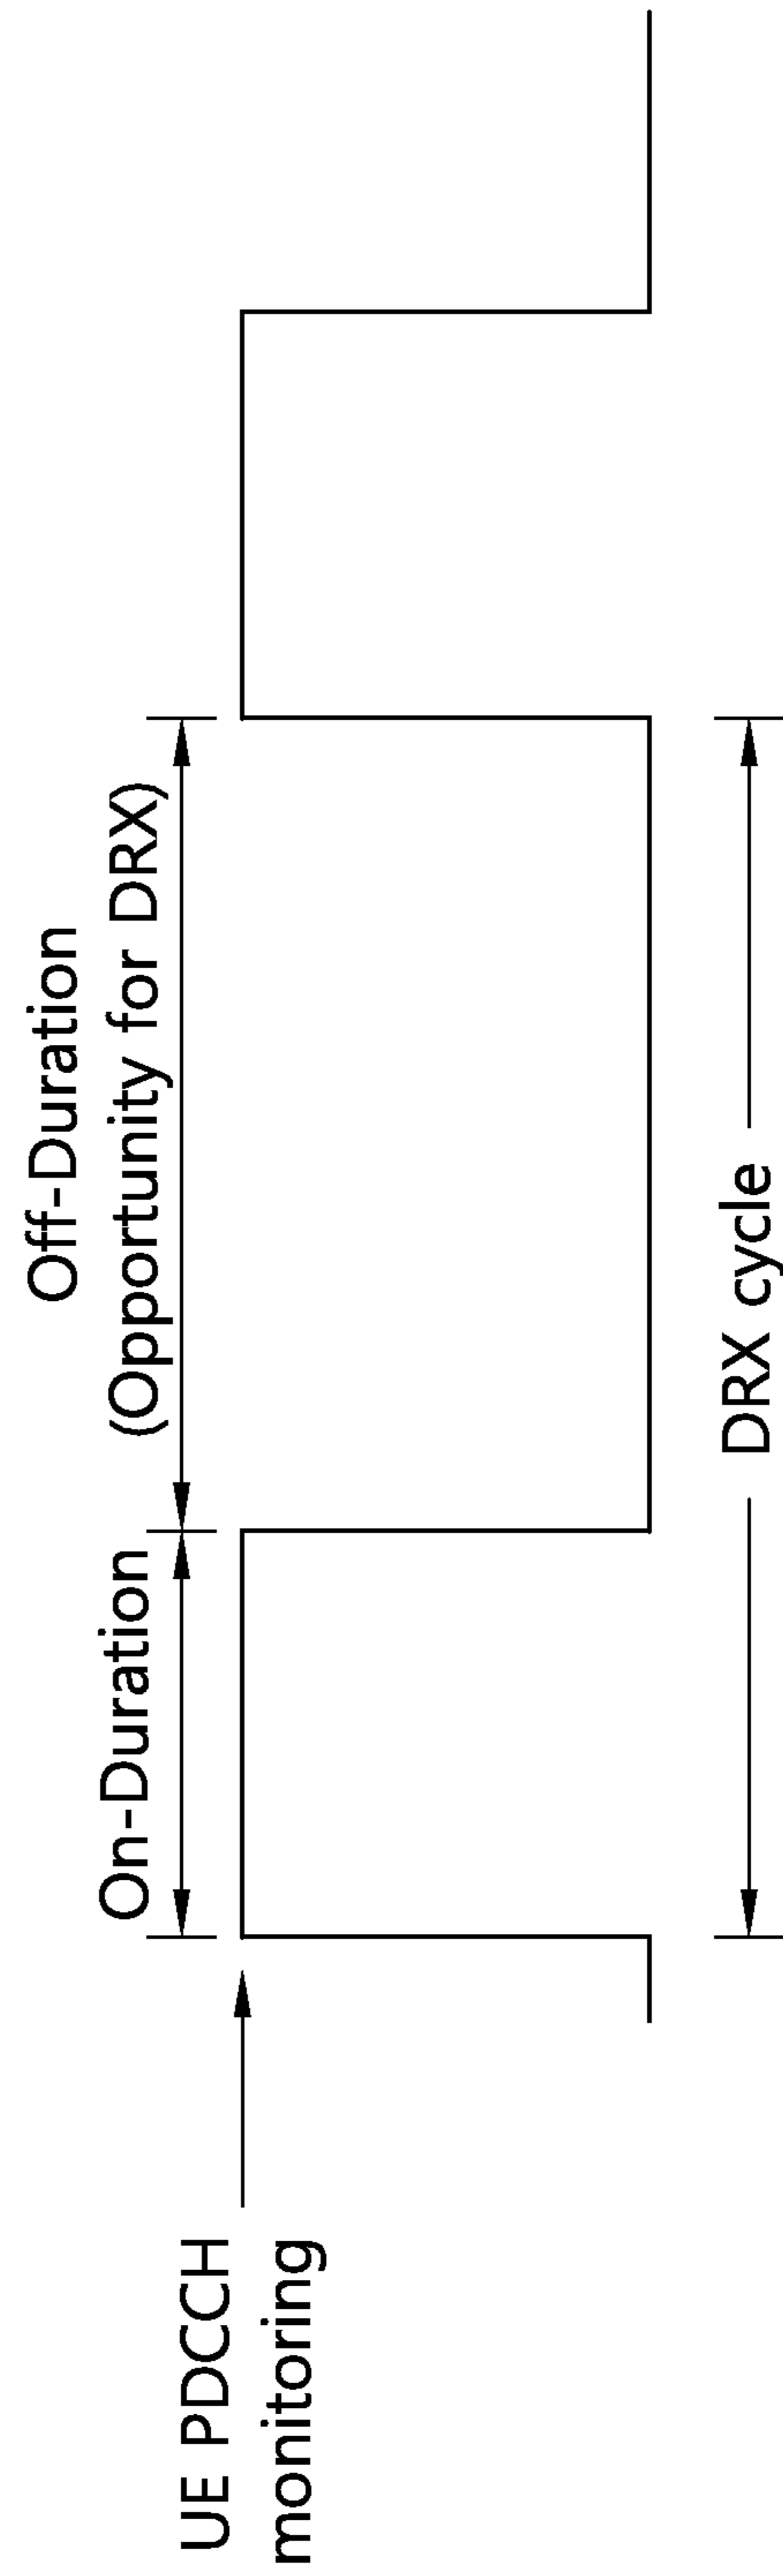 Off-Duration
(Opportunity for DRX)
On-Duration
UE PDCCH
monitoring
DRX cycle